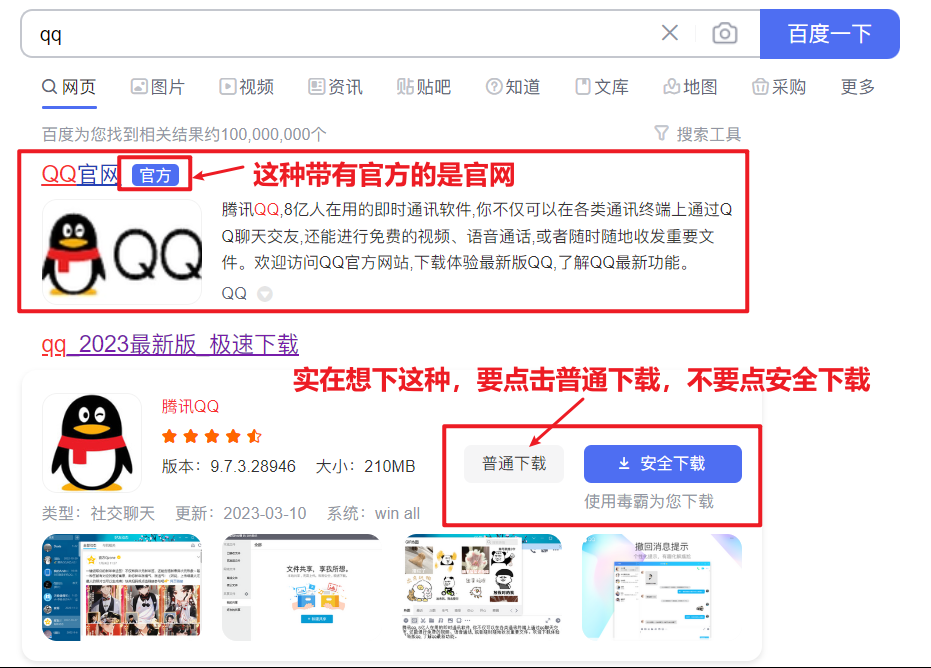 qq
百度一下
网页 图片 视频 资讯 贴吧 知道 文库 地图 采购 更多
百度为您找到相关结果约100,000,000个
搜索工具
QQ官网 官方
这种带有官方的是官网
QQ
腾讯QQ,8亿人在用的即时通讯软件,你不仅可以在各类通讯终端上通过Q
Q聊天交友,还能进行免费的视频、语音通话,或者随时随地收发重要文
件。欢迎访问QQ官方网站,下载体验最新版QQ,了解QQ最新功能。
QQ
qq_2023最新版_极速下载
实在想下这种，要点击普通下载，不要点安全下载
腾讯QQ
版本：9.7.3.28946 大小：210MB
普通下载
安全下载
使用毒霸为您下载
类型：社交聊天 更新：2023-03-10 系统：win all
文件共享、享我所想。
撤回消息提示